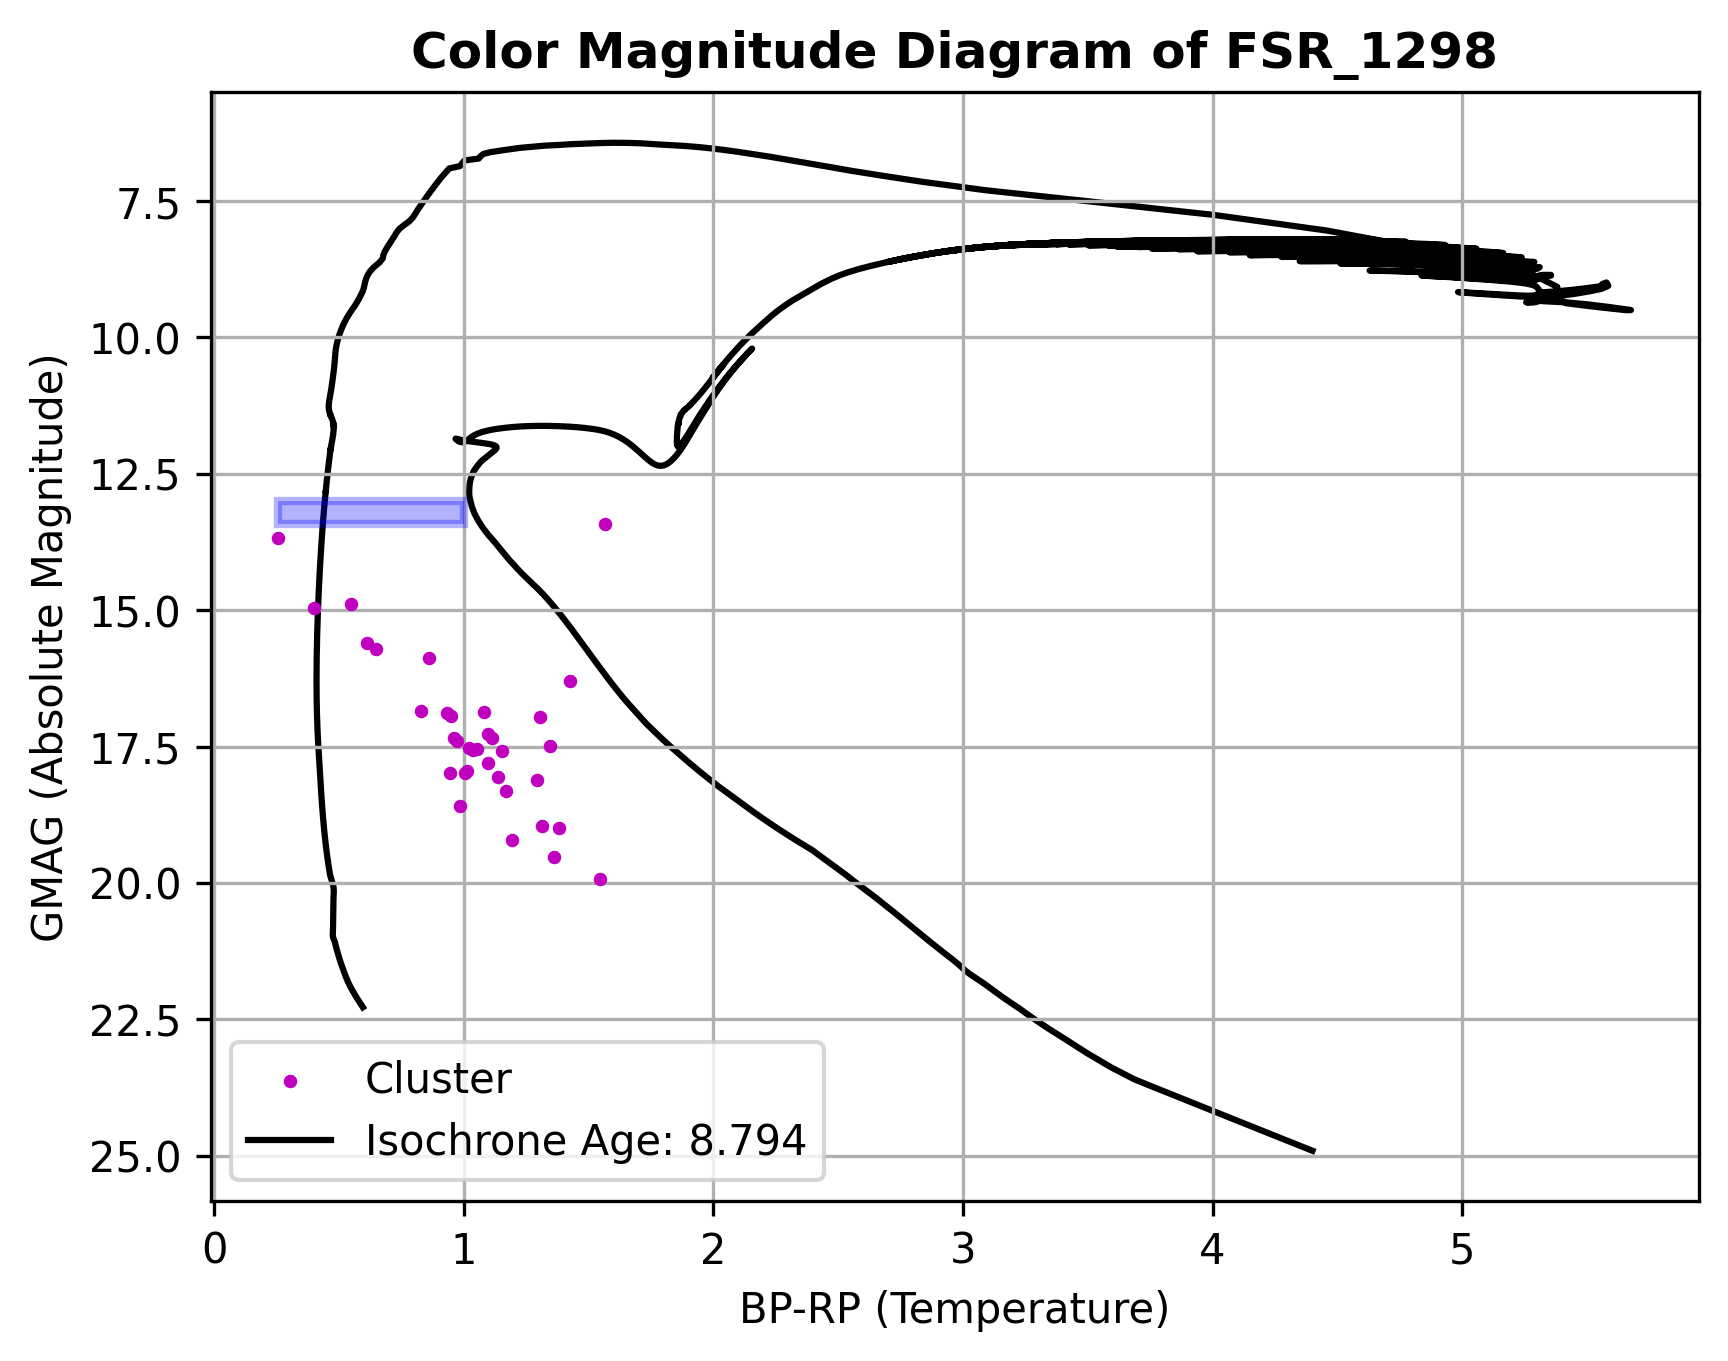 Color Magnitude Diagram of FSR_1298
GMAG (Absolute Magnitude)
7.5
10.0
12.5
15.0
17.5
20.0
22.5
25.0
Cluster
Isochrone Age: 8.794
0 1 2 3 4 5
BP-RP (Temperature)